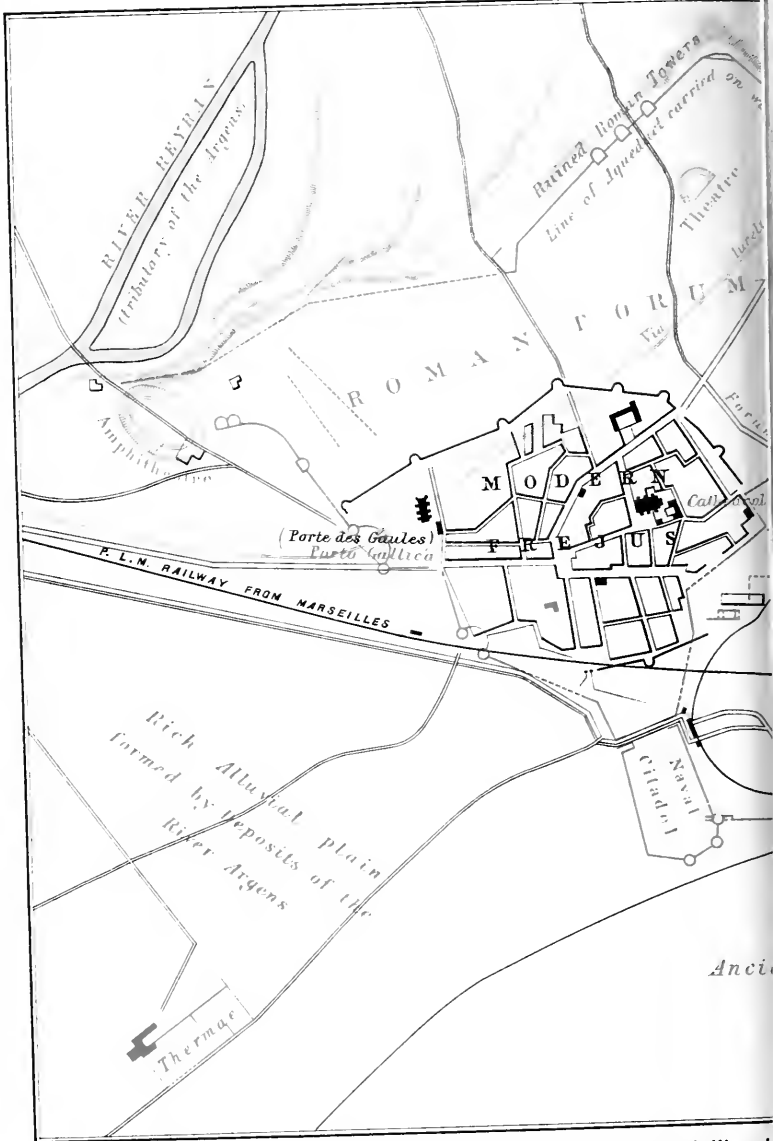 RIVER REYRAN
(tributary of the Argens)
Ruined Roman Towers
Line of Aqueduct carried on
Theatre
ROMAN FORUM
Via
Amphitheatre
MODERN
FREJUS
Cathedral
(Porte des Gaules)
Porta Gallica
P. L. M. RAILWAY FROM MARSEILLES
Rich Alluvial plain
formed by deposits of the
River Argens
Naval
Citadel
Thermae